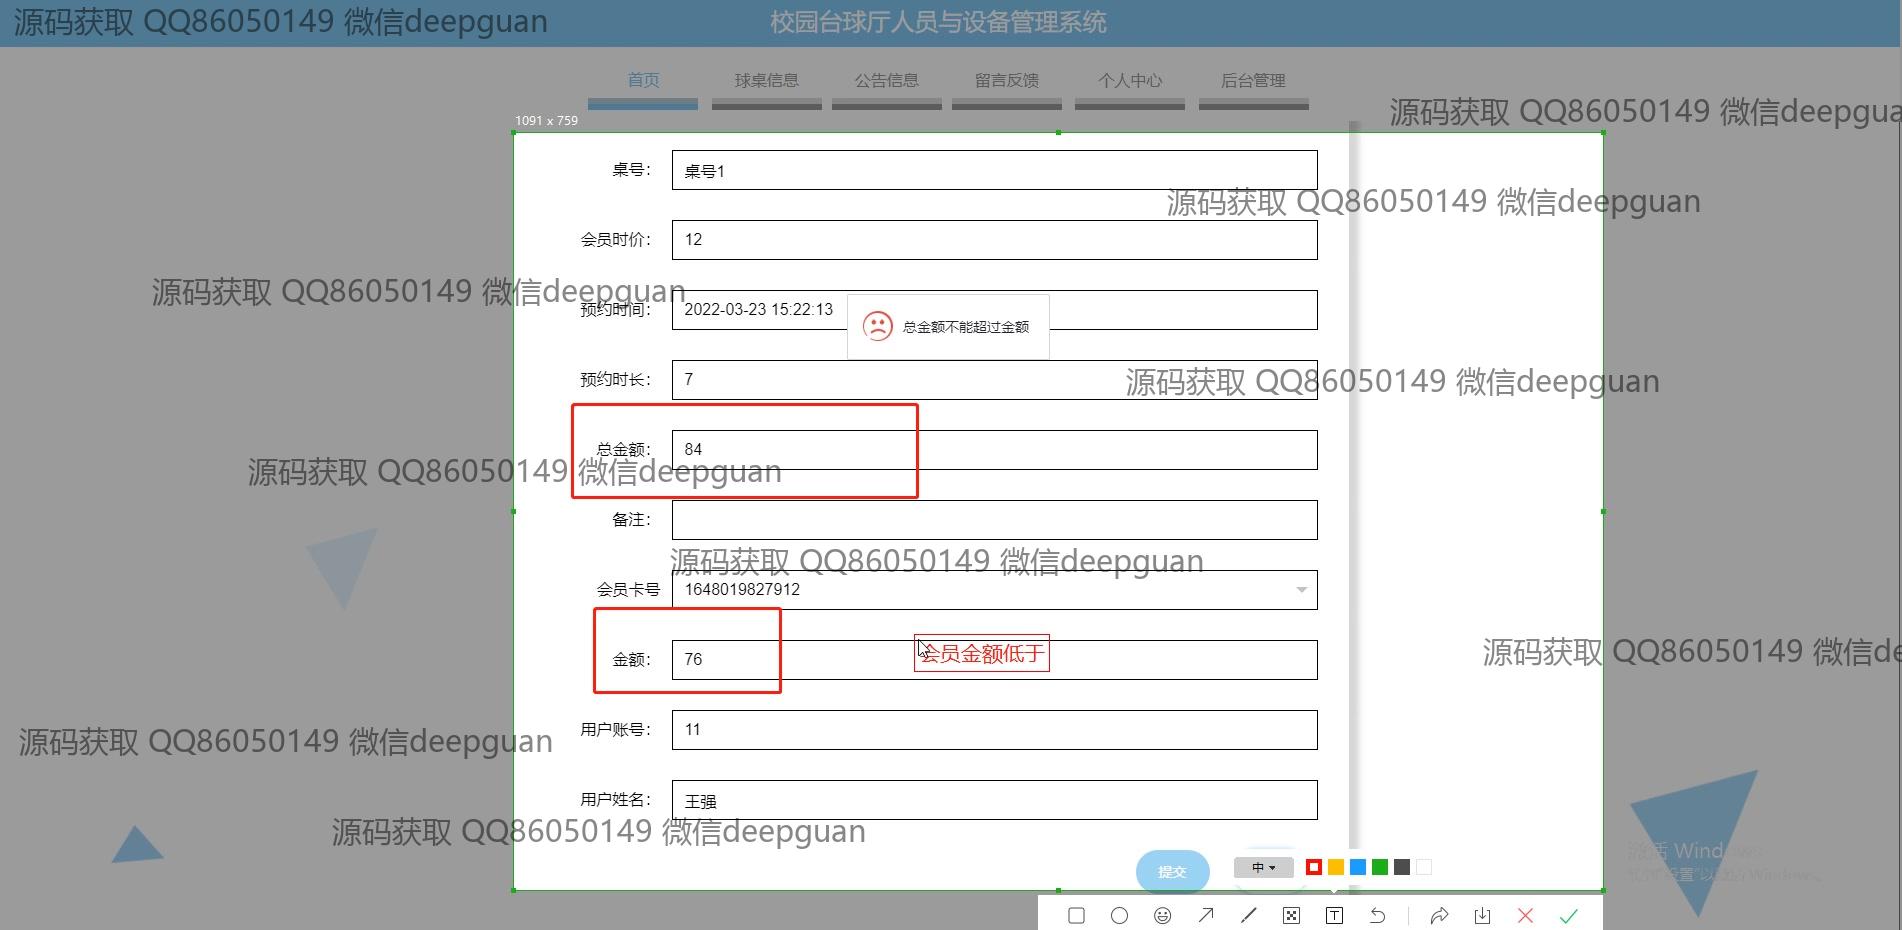 源码获取 QQ86050149 微信deepguan
校园台球厅人员与设备管理系统
首页
球桌信息
公告信息
留言反馈
个人中心
后台管理
源码获取 QQ86050149 微信deepgua
1091 x 759
桌号：
桌号1
源码获取 QQ86050149 微信deepguan
会员时价：
12
源码获取 QQ86050149 微信deepguan
预约时间：
2022-03-23 15:22:13
总金额不能超过金额
预约时长：
7
源码获取 QQ86050149 微信deepguan
总金额：
84
源码获取 QQ86050149 微信deepguan
备注：
源码获取 QQ86050149 微信deepguan
会员卡号
1648019827912
金额：
76
会员金额低于
源码获取 QQ86050149 微信de
用户账号：
11
源码获取 QQ86050149 微信deepguan
用户姓名：
王强
源码获取 QQ86050149 微信deepguan
提交
中
T
激活 Windows